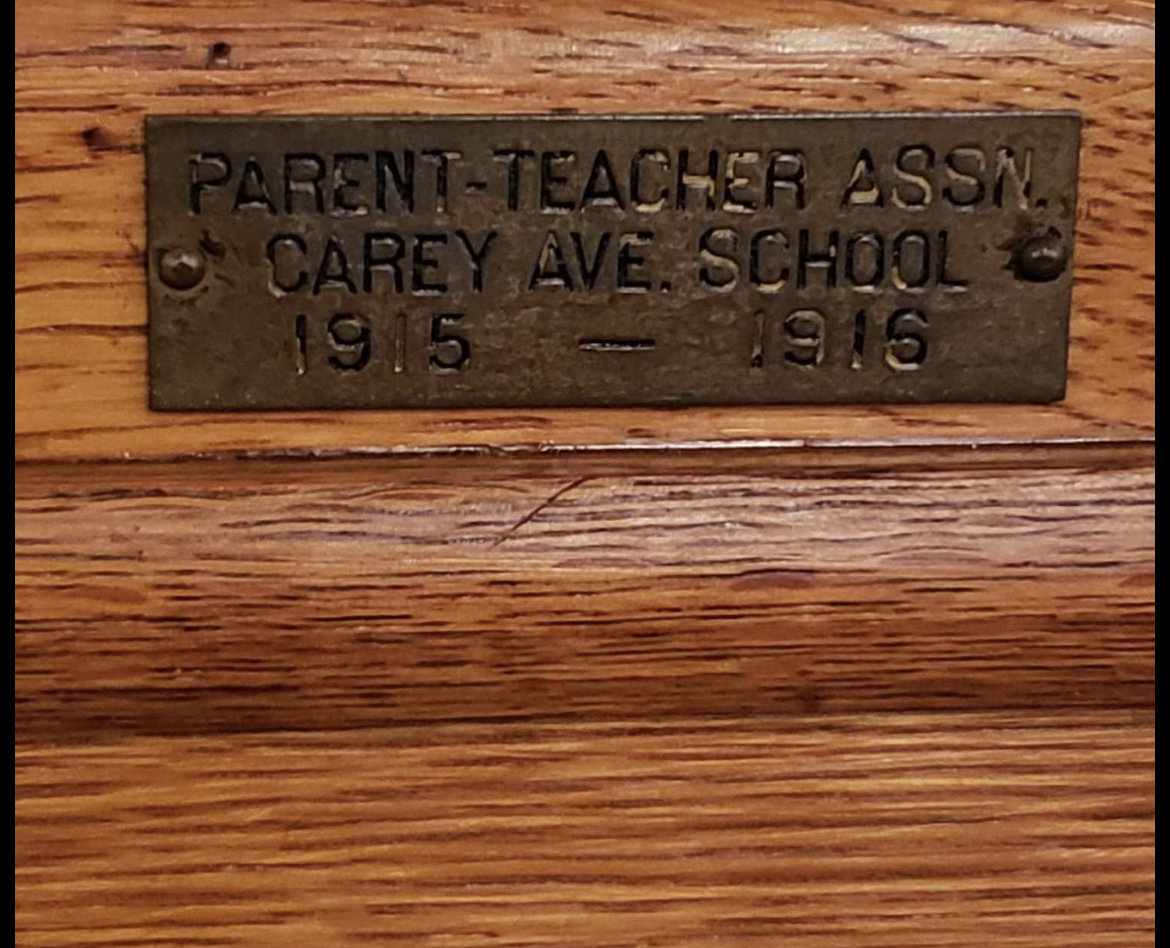 PARENT-TEACHER ASSN.
CAREY AVE. SCHOOL
1915 — 1916